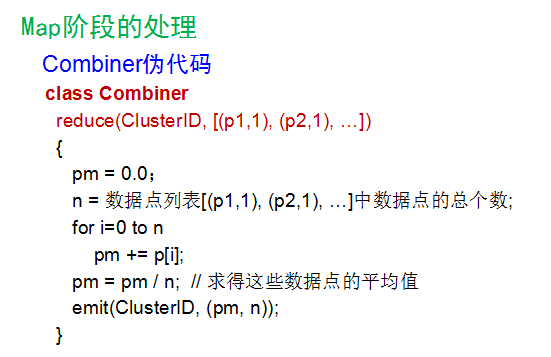 Map阶段的处理
Combiner伪代码
class Combiner
reduce(ClusterID, [(p1,1), (p2,1), …])
{
pm = 0.0；
n = 数据点列表[(p1,1), (p2,1), …]中数据点的总个数;
for i=0 to n
pm += p[i];
pm = pm / n;  // 求得这些数据点的平均值
emit(ClusterID, (pm, n));
}